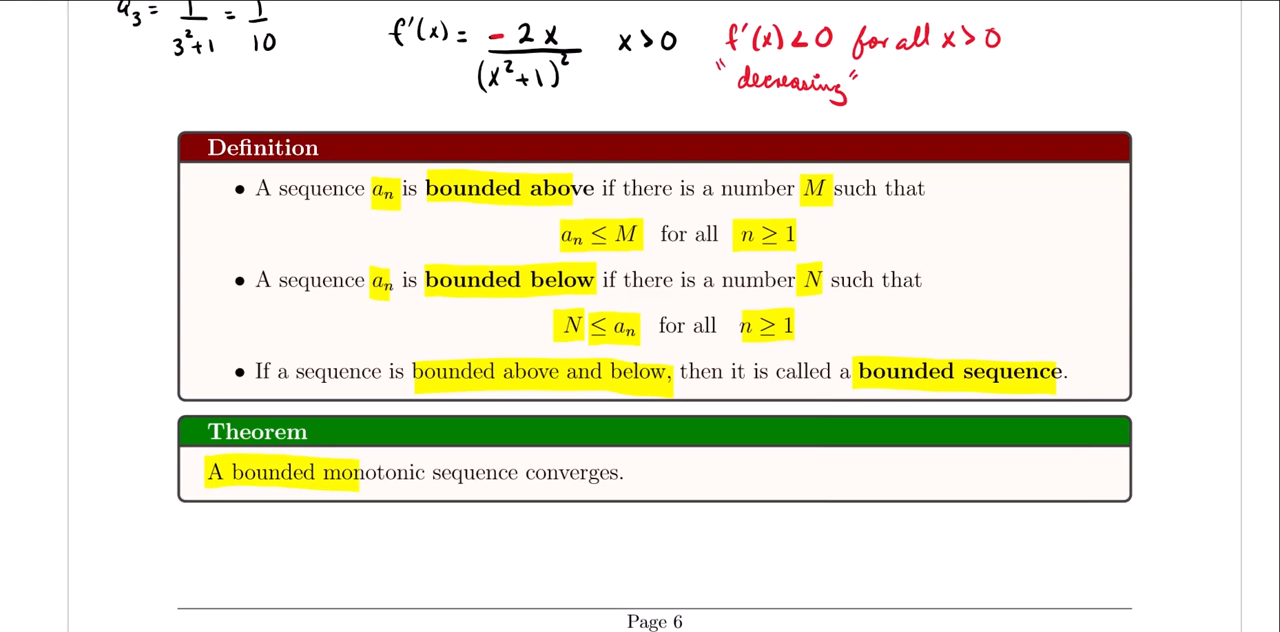 a₃ = 1/(3²+1) = 1/10
f'(x) = - 2x/(x²+1)² x > 0 f'(x) < 0 for all x > 0
"decreasing"
Definition
• A sequence aₙ is bounded above if there is a number M such that
aₙ ≤ M for all n ≥ 1
• A sequence aₙ is bounded below if there is a number N such that
N ≤ aₙ for all n ≥ 1
• If a sequence is bounded above and below, then it is called a bounded sequence.
Theorem
A bounded monotonic sequence converges.
Page 6